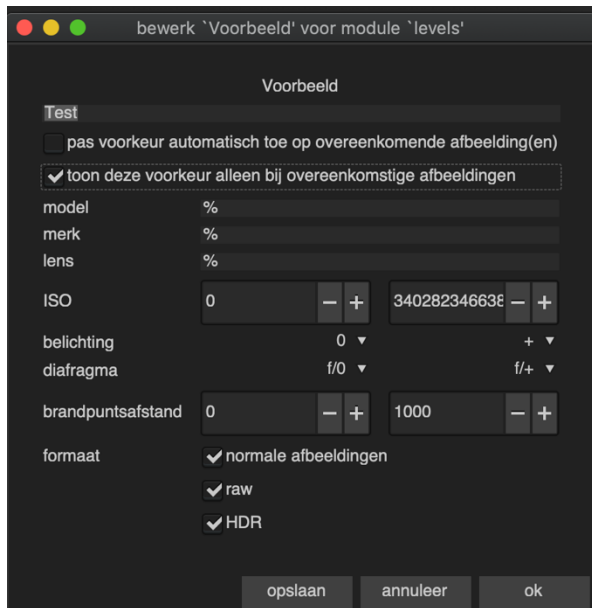 bewerk `Voorbeeld' voor module `levels'
Voorbeeld
Test
pas voorkeur automatisch toe op overeenkomende afbeelding(en)
toon deze voorkeur alleen bij overeenkomstige afbeeldingen
model %
merk %
lens %
ISO 0 − + 340282346638 − +
belichting 0 ▼ + ▼
diafragma f/0 ▼ f/+ ▼
brandpuntsafstand 0 − + 1000 − +
formaat normale afbeeldingen
raw
HDR
opslaan annuleer ok